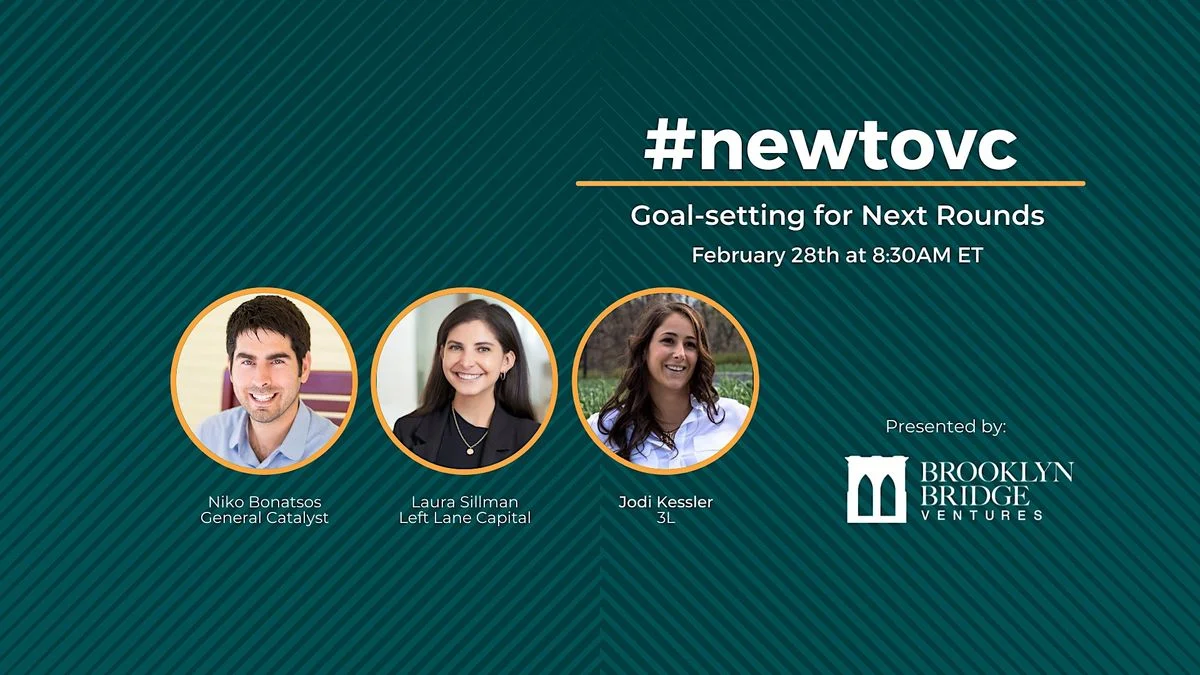 #newtovc
Goal-setting for Next Rounds
February 28th at 8:30AM ET
Niko Bonatsos
General Catalyst
Laura Sillman
Left Lane Capital
Jodi Kessler
3L
Presented by:
BROOKLYN
BRIDGE
VENTURES